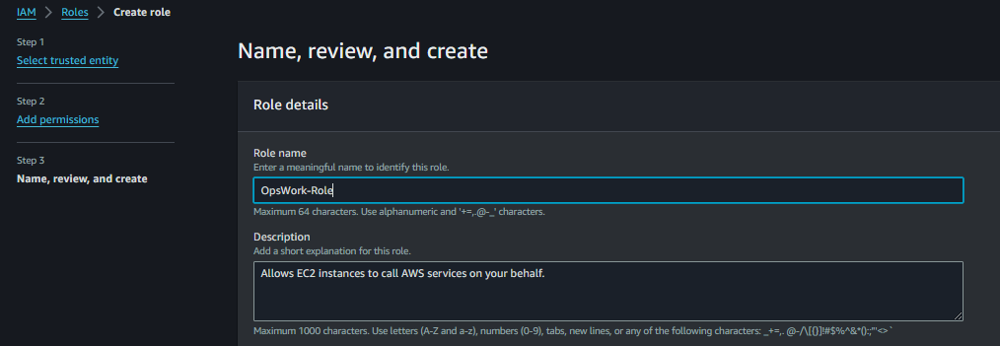 IAM > Roles > Create role
Step 1
Select trusted entity
Step 2
Add permissions
Step 3
Name, review, and create
Name, review, and create
Role details
Role name
Enter a meaningful name to identify this role.
OpsWork-Role
Maximum 64 characters. Use alphanumeric and '+=,.@-_' characters.
Description
Add a short explanation for this role.
Allows EC2 instances to call AWS services on your behalf.
Maximum 1000 characters. Use letters (A-Z and a-z), numbers (0-9), tabs, new lines, or any of the following characters: _+=,. @-/\[{}]!#$%^&*();:"'<>`